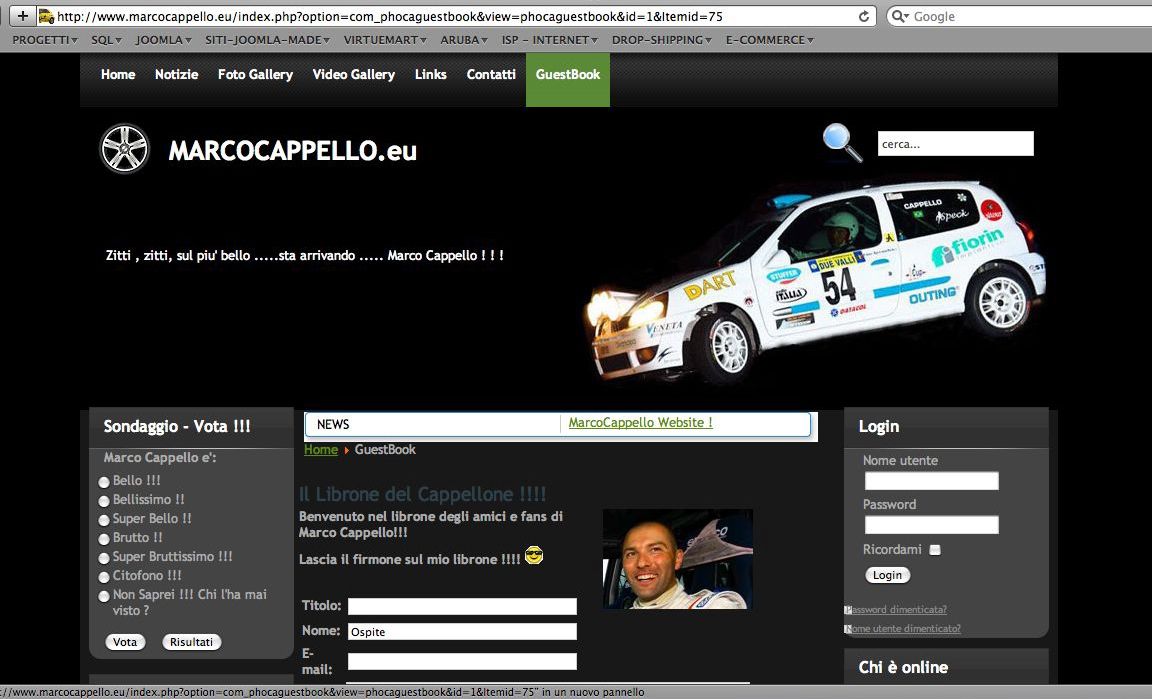 http://www.marcocappello.eu/index.php?option=com_phocaguestbook&view=phocaguestbook&id=1&Itemid=75
Google
PROGETTI SQL JOOMLA SITI-JOOMLA-MADE VIRTUEMART ARUBA ISP - INTERNET DROP-SHIPPING E-COMMERCE
Home Notizie Foto Gallery Video Gallery Links Contatti GuestBook
MARCOCAPPELLO.eu
cerca...
Zitti , zitti, sul piu' bello .....sta arrivando ..... Marco Cappello ! ! !
CAPPELLO
Aspeck
fiorin
DUE VALLI
54
STUFFER
DART
ITALIA
OUTING
DATACOL
VENETA
Sondaggio - Vota !!!
Marco Cappello e':
Bello !!!
Bellissimo !!
Super Bello !!
Brutto !!
Super Bruttissimo !!!
Citofono !!!
Non Saprei !!! Chi l'ha mai
visto ?
Vota Risultati
NEWS
MarcoCappello Website !
Home GuestBook
Il Librone del Cappellone !!!!
Benvenuto nel librone degli amici e fans di
Marco Cappello!!!
Lascia il firmone sul mio librone !!!!
Titolo:
Nome: Ospite
E-
mail:
Login
Nome utente
Password
Ricordami
Login
Password dimenticata?
Nome utente dimenticato?
Chi è online
://www.marcocappello.eu/index.php?option=com_phocaguestbook&view=phocaguestbook&id=1&Itemid=75" in un nuovo pannello